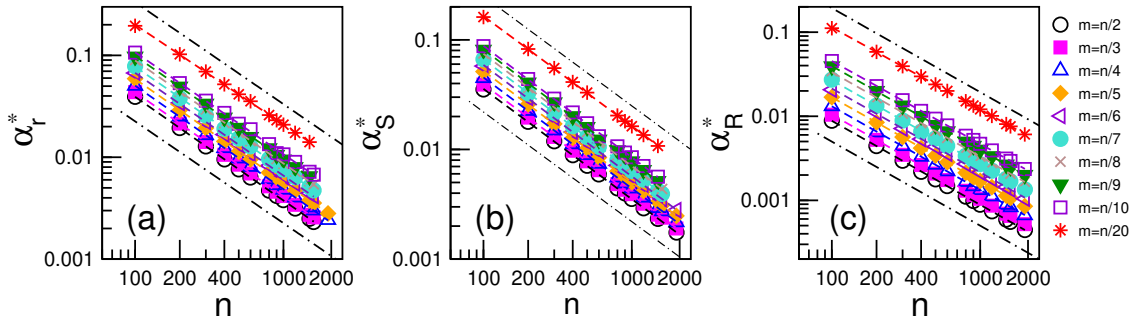 α*r
0.1
0.01
0.001
(a)
100 200 400 1000 2000
n
α*S
0.1
0.01
0.001
(b)
100 200 400 1000 2000
n
α*R
0.1
0.01
0.001
(c)
100 200 400 1000 2000
n
m=n/2
m=n/3
m=n/4
m=n/5
m=n/6
m=n/7
m=n/8
m=n/9
m=n/10
m=n/20